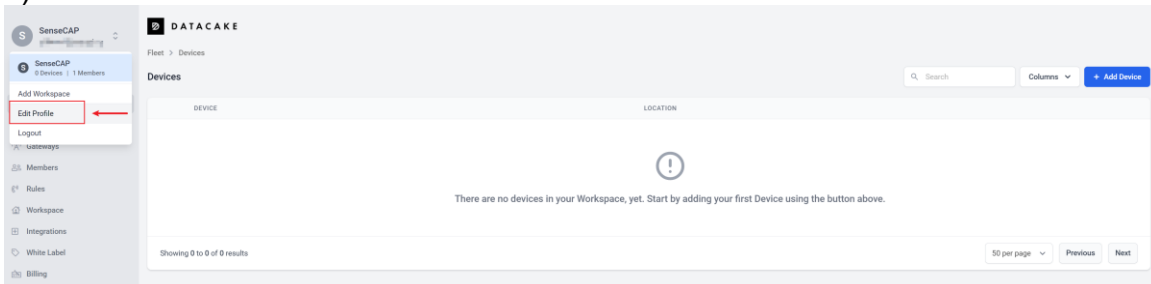 S
SenseCAP
S
SenseCAP
0 Devices | 1 Members
Add Workspace
Edit Profile
Logout
Gateways
Members
Rules
Workspace
Integrations
White Label
Billing
DATACAKE
Fleet > Devices
Devices
Search
Columns
+ Add Device
DEVICE
LOCATION
There are no devices in your Workspace, yet. Start by adding your first Device using the button above.
Showing 0 to 0 of 0 results
50 per page
Previous
Next